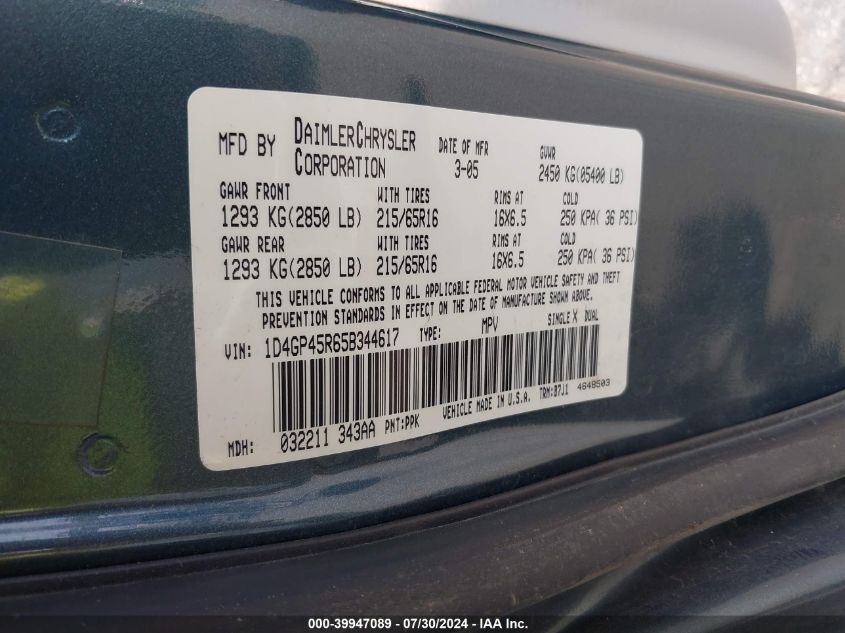 MFD BY DAIMLERCHRYSLER CORPORATION DATE OF MFR 3-05 GVWR 2450 KG(05400 LB)
GAWR FRONT WITH TIRES RIMS AT COLD
1293 KG(2850 LB) 215/65R16 16X6.5 250 KPA( 36 PSI)
GAWR REAR WITH TIRES RIMS AT COLD
1293 KG(2850 LB) 215/65R16 16X6.5 250 KPA( 36 PSI)
THIS VEHICLE CONFORMS TO ALL APPLICABLE FEDERAL MOTOR VEHICLE SAFETY AND THEFT
PREVENTION STANDARDS IN EFFECT ON THE DATE OF MANUFACTURE SHOWN ABOVE.
VIN: 1D4GP45R65B344617 TYPE: MPV SINGLE X DUAL
VEHICLE MADE IN U.S.A. TRM:B7J1 4648503
MDH: 032211 343AA PNT:PPK
000-39947089 - 07/30/2024 - IAA Inc.